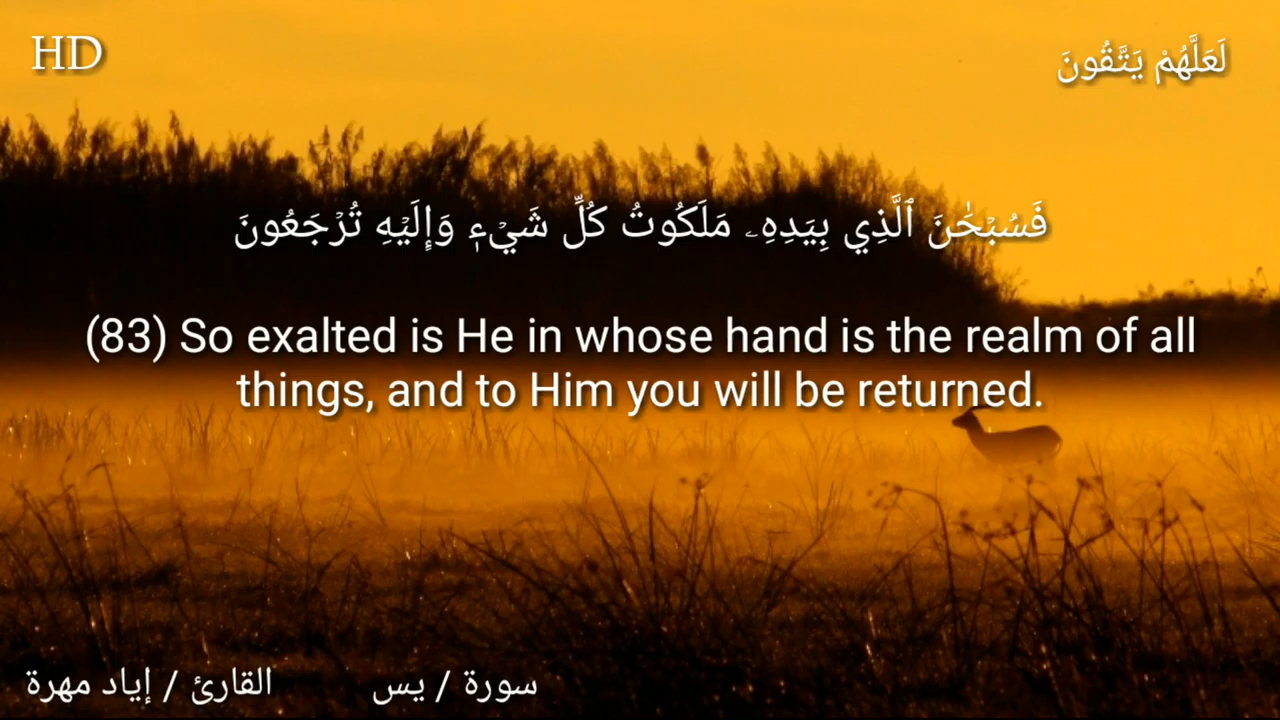 HD
لَعَلَّهُمْ يَتَّقُونَ
فَسُبۡحَٰنَ ٱلَّذِي بِيَدِهِۦ مَلَكُوتُ كُلِّ شَيۡءٖ وَإِلَيۡهِ تُرۡجَعُونَ
(83) So exalted is He in whose hand is the realm of all
things, and to Him you will be returned.
سورة / يس
القارئ / إياد مهرة